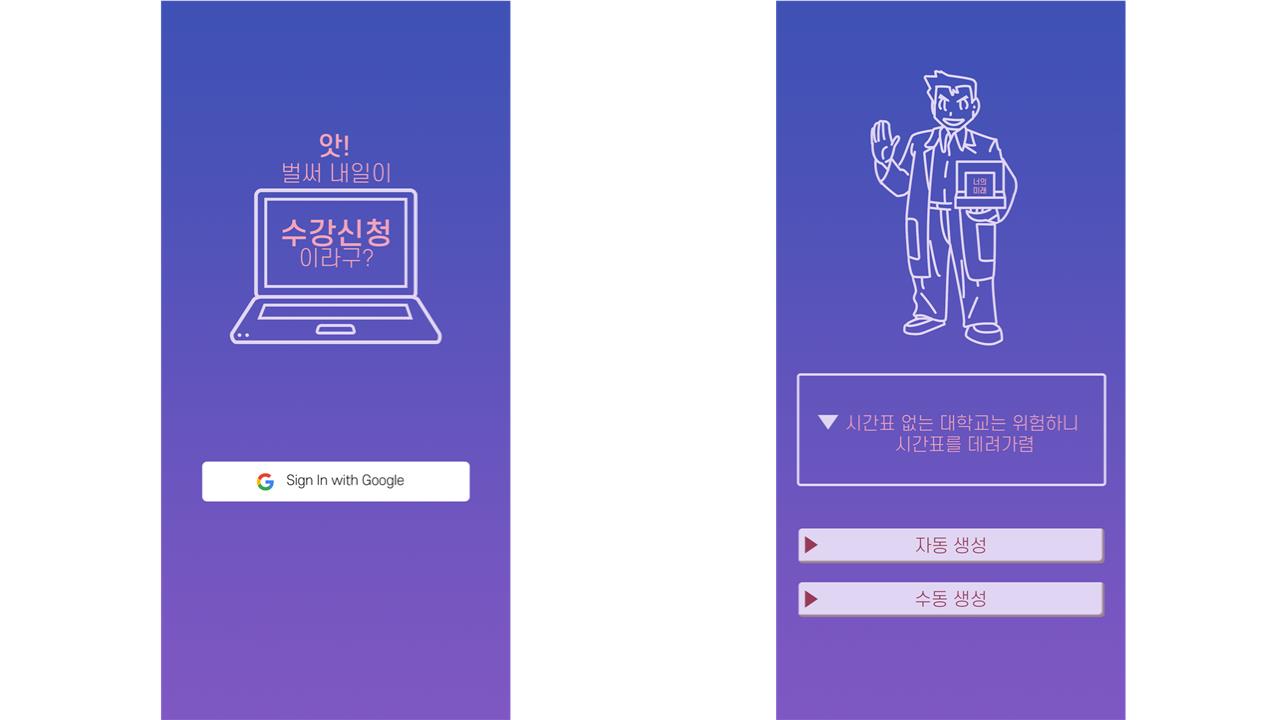 앗!
벌써 내일이
수강신청
이라구?
Sign In with Google
너의
미래
▼ 시간표 없는 대학교는 위험하니
시간표를 데려가렴
자동 생성
수동 생성